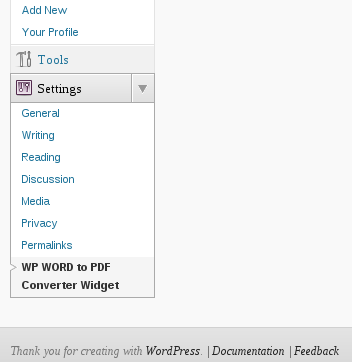 Add New
Your Profile
Tools
Settings
General
Writing
Reading
Discussion
Media
Privacy
Permalinks
WP WORD to PDF
Converter Widget
Thank you for creating with WordPress. | Documentation | Feedback